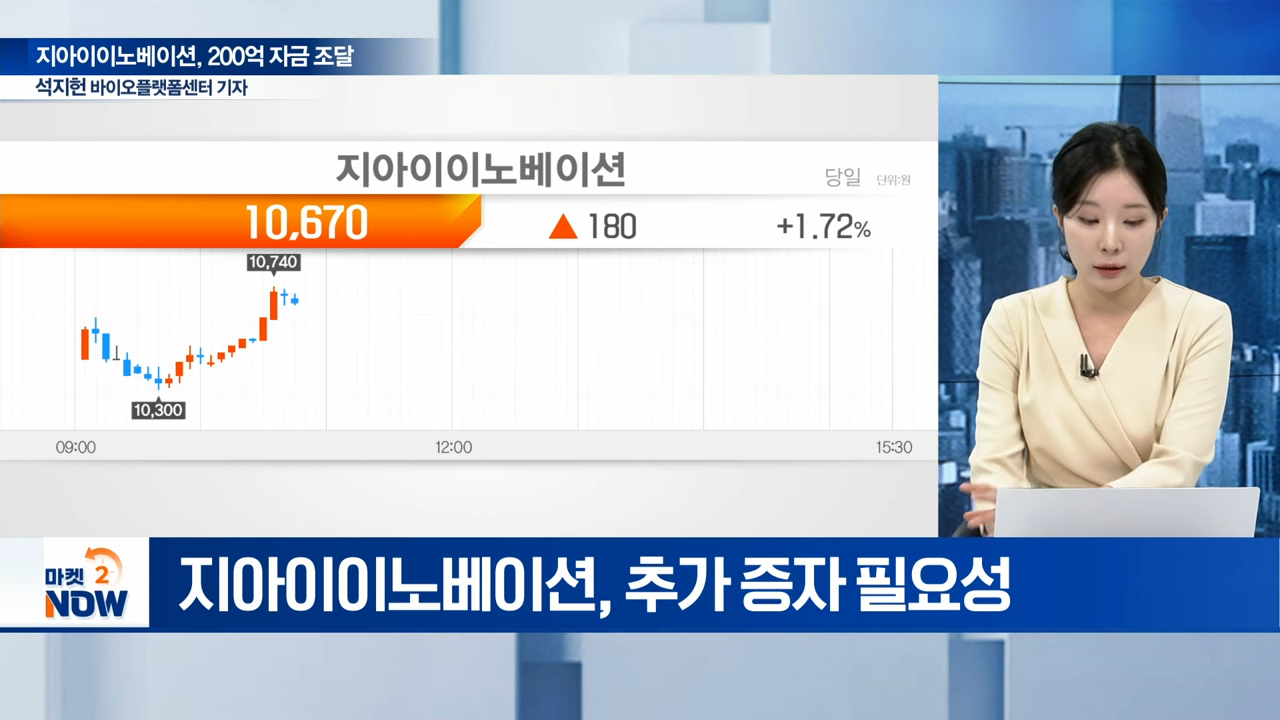 지아이이노베이션, 200억 자금 조달
석지헌 바이오플랫폼센터 기자
지아이이노베이션
당일 단위:원
10,670 ▲ 180 +1.72%
10,740
10,300
09:00 12:00 15:30
마켓 2
NOW
지아이이노베이션, 추가 증자 필요성